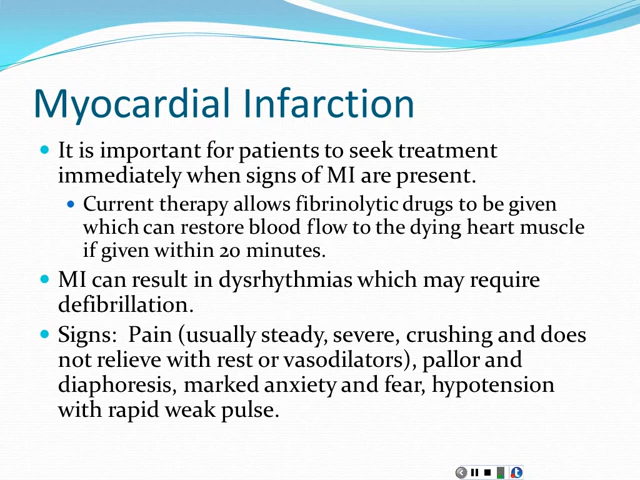 Myocardial Infarction
It is important for patients to seek treatment
immediately when signs of MI are present.
Current therapy allows fibrinolytic drugs to be given
which can restore blood flow to the dying heart muscle
if given within 20 minutes.
MI can result in dysrhythmias which may require
defibrillation.
Signs: Pain (usually steady, severe, crushing and does
not relieve with rest or vasodilators), pallor and
diaphoresis, marked anxiety and fear, hypotension
with rapid weak pulse.